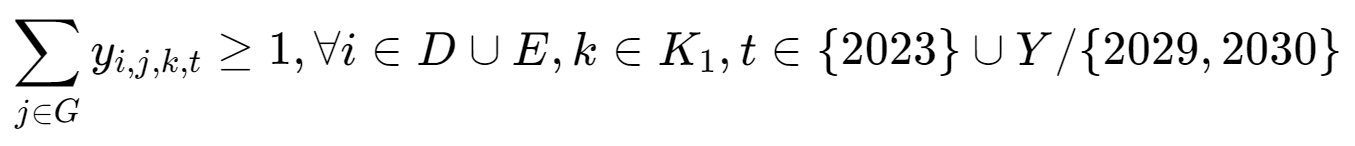 ∑_{j∈G} y_{i,j,k,t} ≥ 1, ∀i ∈ D ∪ E, k ∈ K_1, t ∈ {2023} ∪ Y/{2029, 2030}